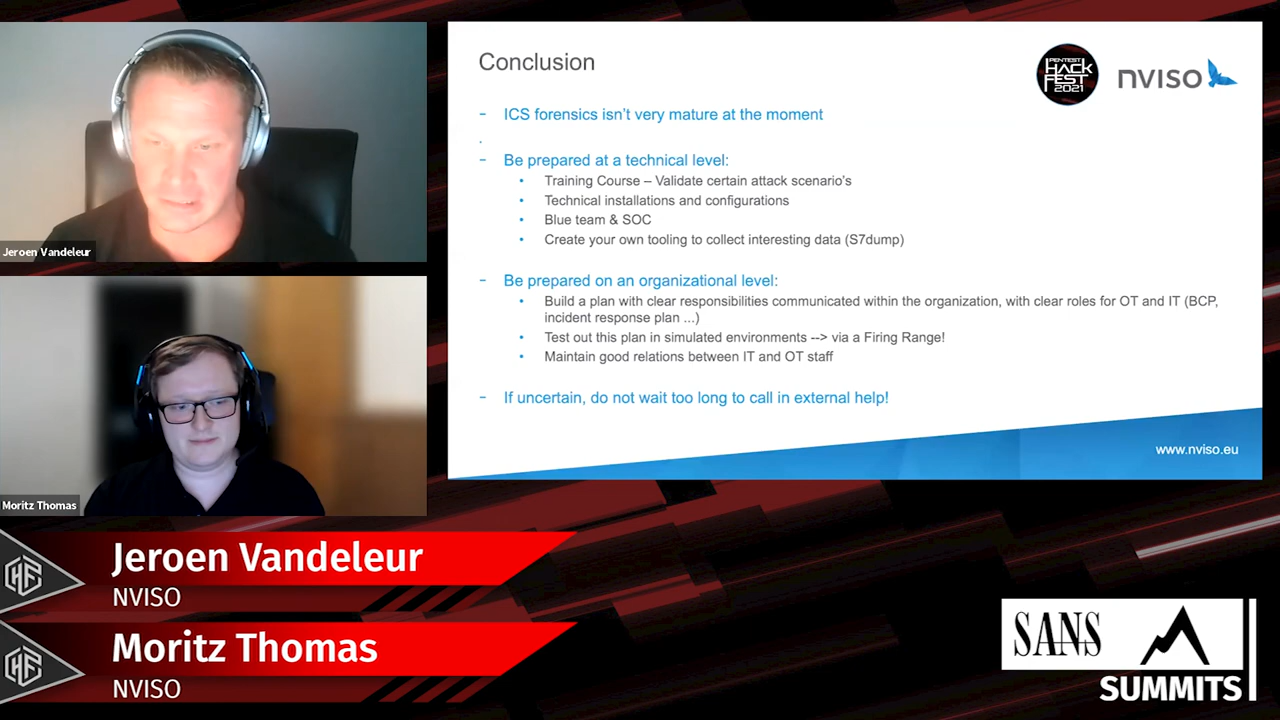 Jeroen Vandeleur
Moritz Thomas
Conclusion
PENTEST
HACK
FEST
2021
nviso
- ICS forensics isn't very mature at the moment
.
- Be prepared at a technical level:
• Training Course – Validate certain attack scenario's
• Technical installations and configurations
• Blue team & SOC
• Create your own tooling to collect interesting data (S7dump)
- Be prepared on an organizational level:
• Build a plan with clear responsibilities communicated within the organization, with clear roles for OT and IT (BCP,
incident response plan ...)
• Test out this plan in simulated environments --> via a Firing Range!
• Maintain good relations between IT and OT staff
- If uncertain, do not wait too long to call in external help!
www.nviso.eu
HF
Jeroen Vandeleur
NVISO
HF
Moritz Thomas
NVISO
SANS
SUMMITS